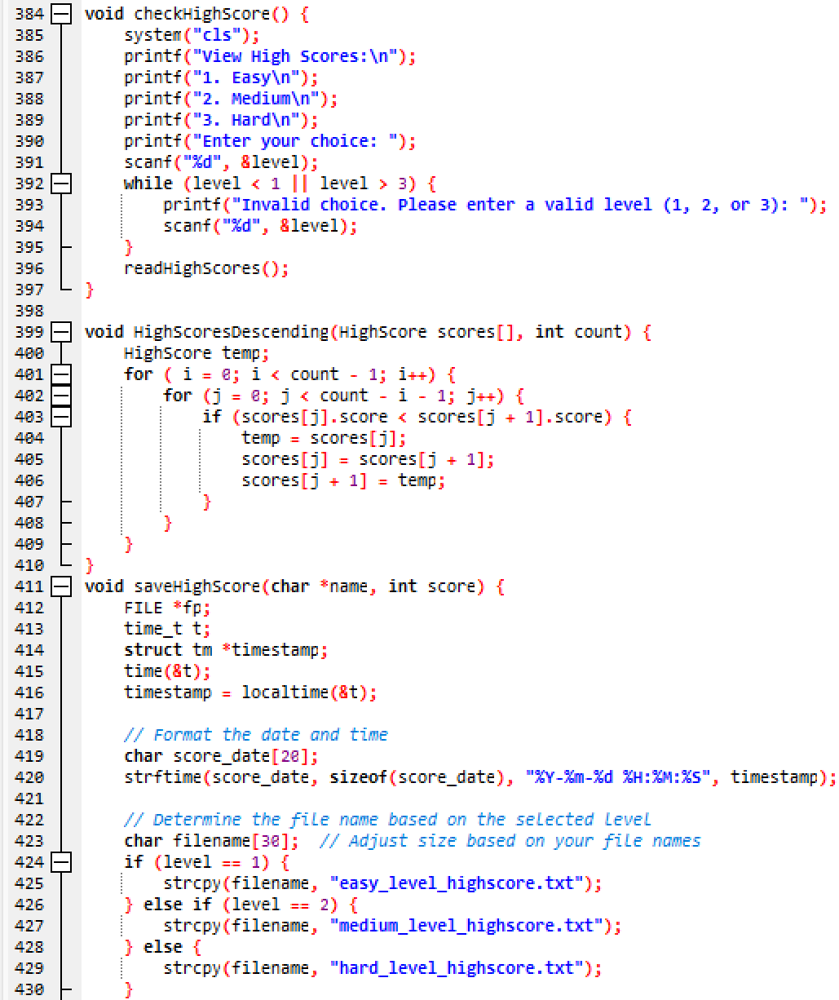 384 void checkHighScore() {
385 system("cls");
386 printf("View High Scores:\n");
387 printf("1. Easy\n");
388 printf("2. Medium\n");
389 printf("3. Hard\n");
390 printf("Enter your choice: ");
391 scanf("%d", &level);
392 while (level < 1 || level > 3) {
393 printf("Invalid choice. Please enter a valid level (1, 2, or 3): ");
394 scanf("%d", &level);
395 }
396 readHighScores();
397 }
398
399 void HighScoresDescending(HighScore scores[], int count) {
400 HighScore temp;
401 for ( i = 0; i < count - 1; i++) {
402 for (j = 0; j < count - i - 1; j++) {
403 if (scores[j].score < scores[j + 1].score) {
404 temp = scores[j];
405 scores[j] = scores[j + 1];
406 scores[j + 1] = temp;
407 }
408 }
409 }
410 }
411 void saveHighScore(char *name, int score) {
412 FILE *fp;
413 time_t t;
414 struct tm *timestamp;
415 time(&t);
416 timestamp = localtime(&t);
417
418 // Format the date and time
419 char score_date[20];
420 strftime(score_date, sizeof(score_date), "%Y-%m-%d %H:%M:%S", timestamp);
421
422 // Determine the file name based on the selected level
423 char filename[30]; // Adjust size based on your file names
424 if (level == 1) {
425 strcpy(filename, "easy_level_highscore.txt");
426 } else if (level == 2) {
427 strcpy(filename, "medium_level_highscore.txt");
428 } else {
429 strcpy(filename, "hard_level_highscore.txt");
430 }